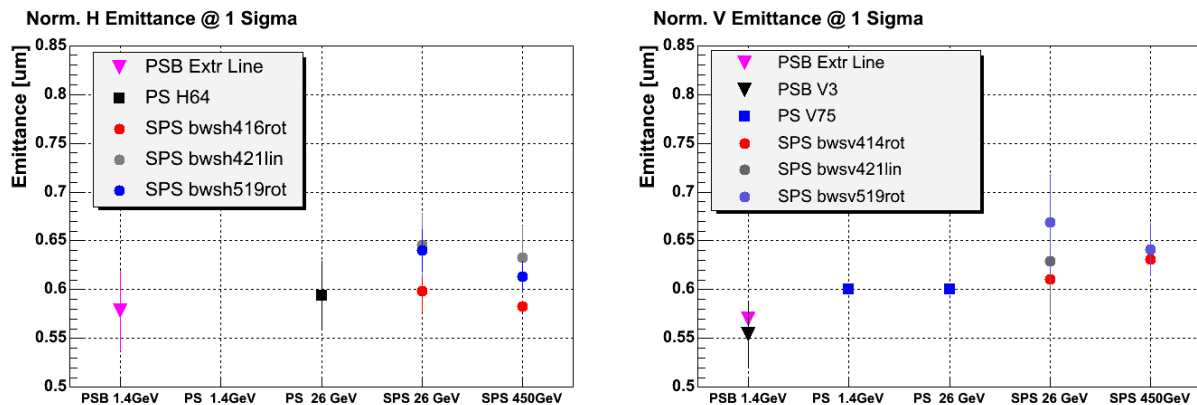 Norm. H Emittance @ 1 Sigma
Emittance [um]
0.85
0.8
0.75
0.7
0.65
0.6
0.55
0.5
PSB Extr Line
PS H64
SPS bwsh416rot
SPS bwsh421lin
SPS bwsh519rot
PSB 1.4GeV PS 1.4GeV PS 26 GeV SPS 26 GeV SPS 450GeV
Norm. V Emittance @ 1 Sigma
Emittance [um]
0.85
0.8
0.75
0.7
0.65
0.6
0.55
0.5
PSB Extr Line
PSB V3
PS V75
SPS bwsv414rot
SPS bwsv421lin
SPS bwsv519rot
PSB 1.4GeV PS 1.4GeV PS 26 GeV SPS 26 GeV SPS 450GeV